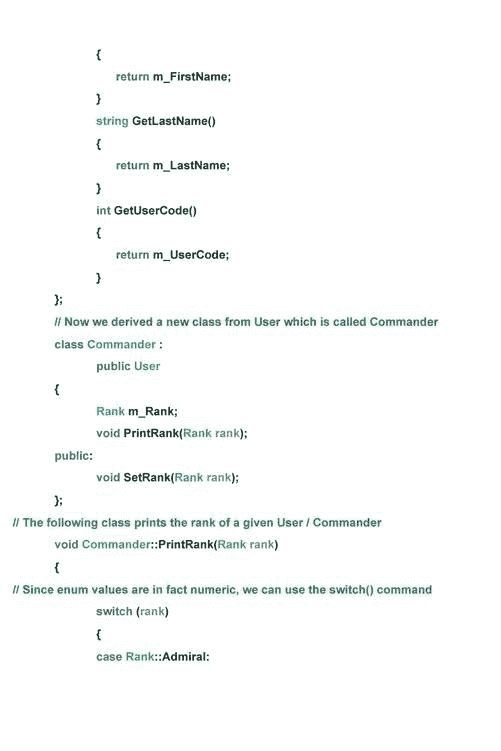 {
return m_FirstName;
}
string GetLastName()
{
return m_LastName;
}
int GetUserCode()
{
return m_UserCode;
}
};
// Now we derived a new class from User which is called Commander
class Commander :
public User
{
Rank m_Rank;
void PrintRank(Rank rank);
public:
void SetRank(Rank rank);
};
// The following class prints the rank of a given User / Commander
void Commander::PrintRank(Rank rank)
{
// Since enum values are in fact numeric, we can use the switch() command
switch (rank)
{
case Rank::Admiral: